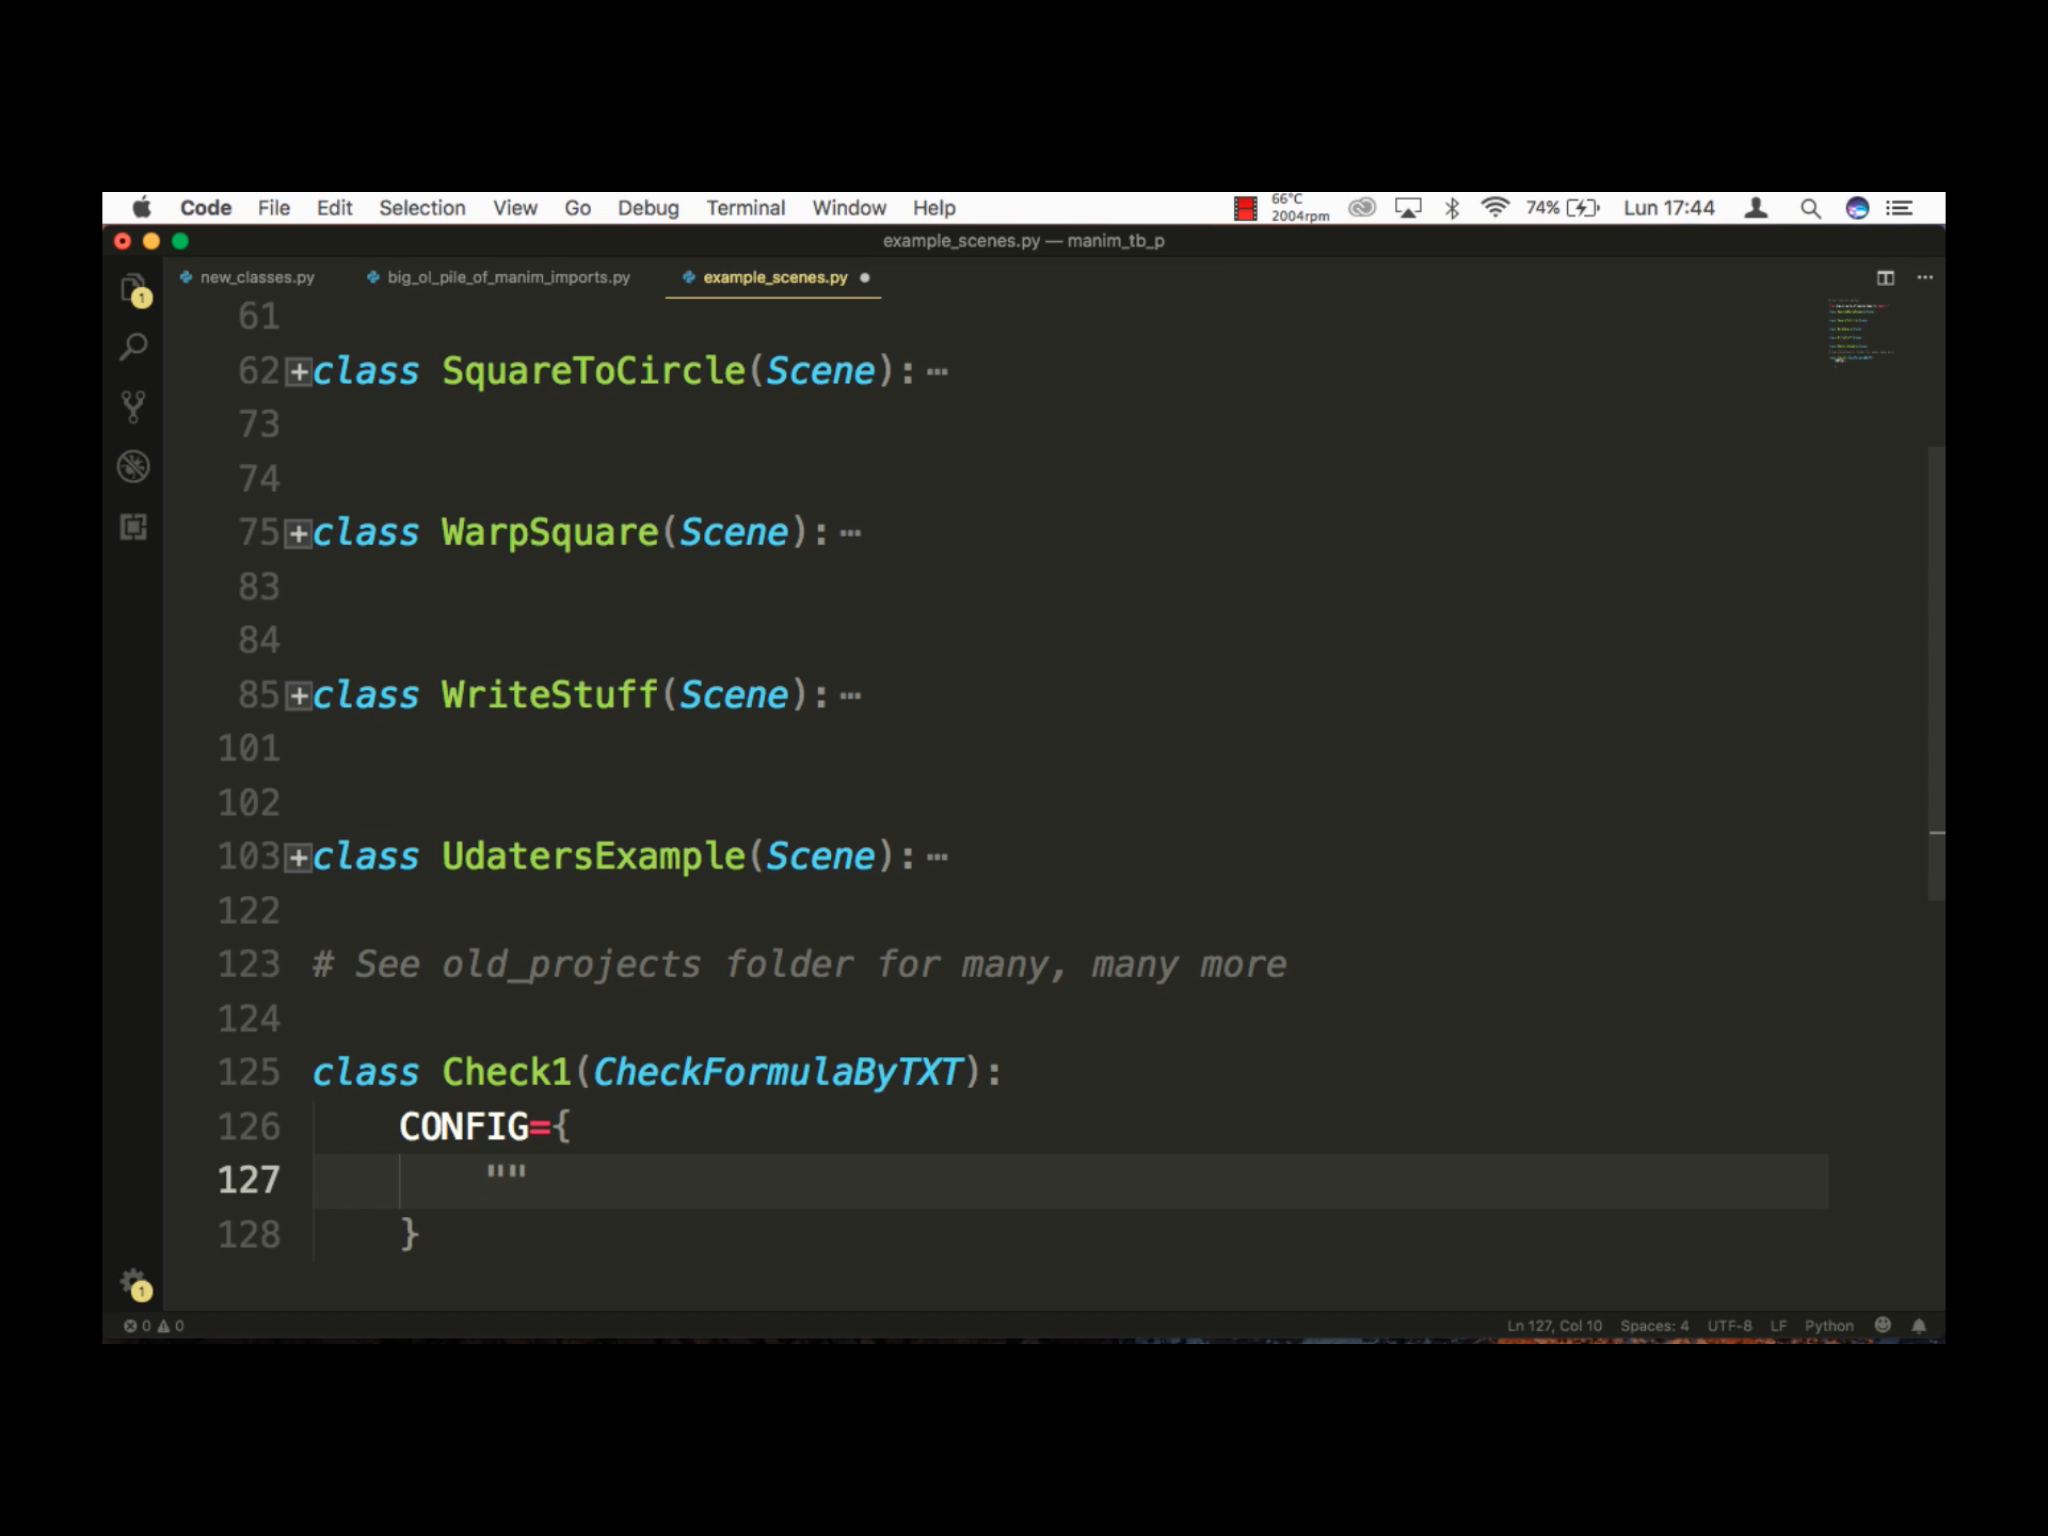 Code File Edit Selection View Go Debug Terminal Window Help 66°C 2004rpm 74% Lun 17:44
example_scenes.py — manim_tb_p
new_classes.py big_ol_pile_of_manim_imports.py example_scenes.py
1
61
62 class SquareToCircle(Scene):⋯
73
74
75 class WarpSquare(Scene):⋯
83
84
85 class WriteStuff(Scene):⋯
101
102
103 class UdatersExample(Scene):⋯
122
123 # See old_projects folder for many, many more
124
125 class Check1(CheckFormulaByTXT):
126 CONFIG={
127 ""
128 }
1
0 0 Ln 127, Col 10 Spaces: 4 UTF-8 LF Python